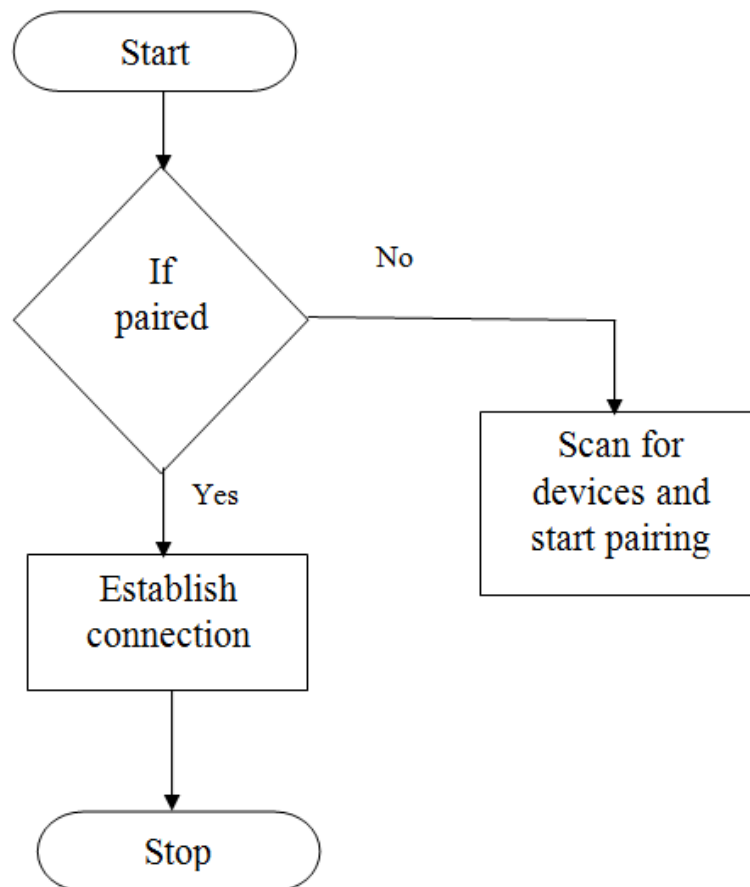 Start
If
paired
No
Yes
Scan for
devices and
start pairing
Establish
connection
Stop